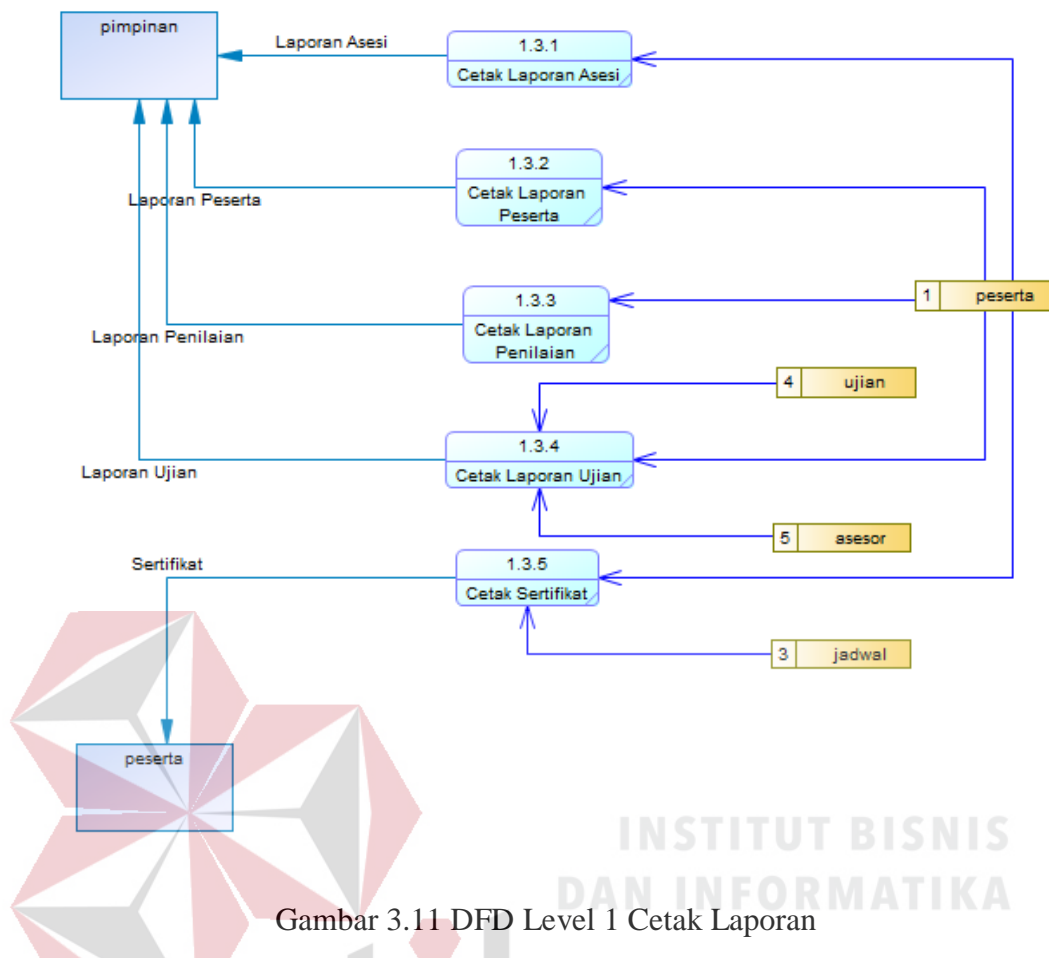 pimpinan
Laporan Asesi
1.3.1
Cetak Laporan Asesi
1.3.2
Cetak Laporan
Peserta
Laporan Peserta
1 peserta
1.3.3
Cetak Laporan
Penilaian
Laporan Penilaian
4 ujian
1.3.4
Cetak Laporan Ujian
Laporan Ujian
5 asesor
Sertifikat
1.3.5
Cetak Sertifikat
3 jadwal
peserta
INSTITUT BISNIS
DAN INFORMATIKA
Gambar 3.11 DFD Level 1 Cetak Laporan